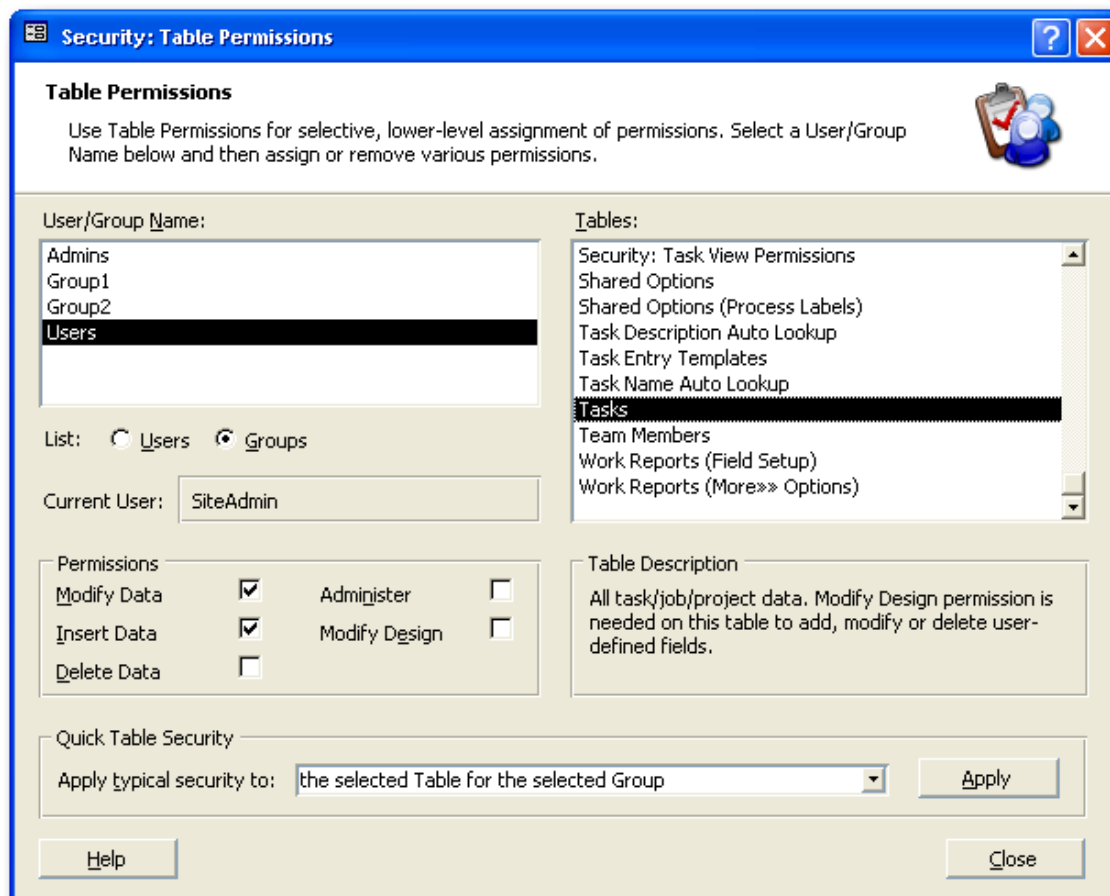 Security: Table Permissions
Table Permissions
Use Table Permissions for selective, lower-level assignment of permissions. Select a User/Group
Name below and then assign or remove various permissions.
User/Group Name:
Admins
Group1
Group2
Users
List: Users Groups
Current User: SiteAdmin
Tables:
Security: Task View Permissions
Shared Options
Shared Options (Process Labels)
Task Description Auto Lookup
Task Entry Templates
Task Name Auto Lookup
Tasks
Team Members
Work Reports (Field Setup)
Work Reports (More»» Options)
Permissions
Modify Data Administer
Insert Data Modify Design
Delete Data
Table Description
All task/job/project data. Modify Design permission is
needed on this table to add, modify or delete user-
defined fields.
Quick Table Security
Apply typical security to: the selected Table for the selected Group Apply
Help Close